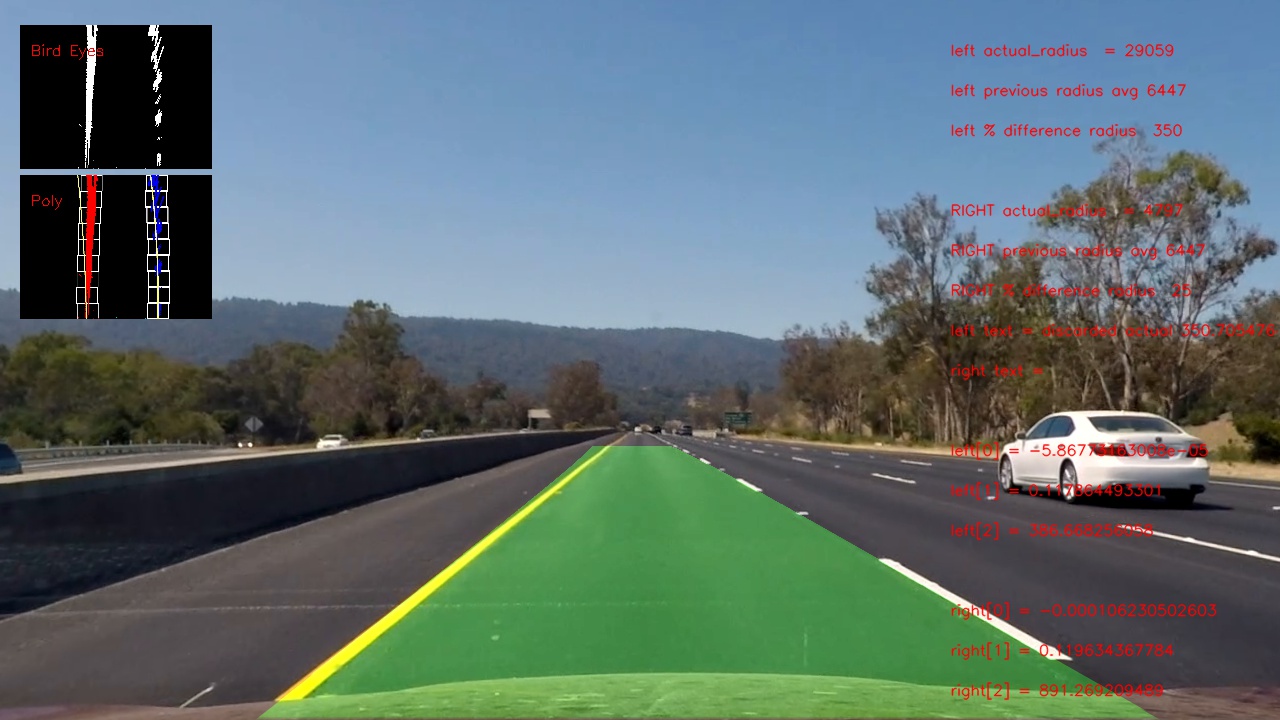 Bird Eyes
Poly
left actual_radius = 29059
left previous radius avg 6447
left % difference radius 350
RIGHT actual_radius = 4797
RIGHT previous radius avg 6447
RIGHT % difference radius 25
left text = discarded actual 350.705476
right text =
left[0] = -5.86773163008e-05
left[1] = 0.117864493301
left[2] = 386.668256058
right[0] = -0.000106230502603
right[1] = 0.119634367784
right[2] = 891.269209489